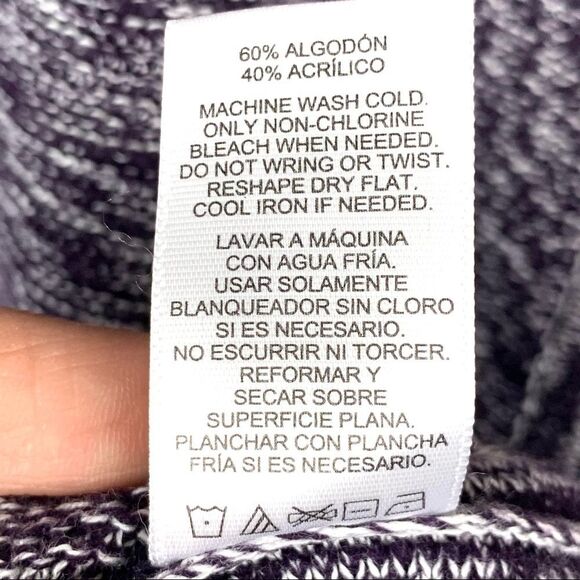 60% ALGODÓN
40% ACRÍLICO
MACHINE WASH COLD.
ONLY NON-CHLORINE
BLEACH WHEN NEEDED.
DO NOT WRING OR TWIST.
RESHAPE DRY FLAT.
COOL IRON IF NEEDED.
LAVAR A MÁQUINA
CON AGUA FRÍA.
USAR SOLAMENTE
BLANQUEADOR SIN CLORO
SI ES NECESARIO.
NO ESCURRIR NI TORCER.
REFORMAR Y
SECAR SOBRE
SUPERFICIE PLANA.
PLANCHAR CON PLANCHA
FRÍA SI ES NECESARIO.